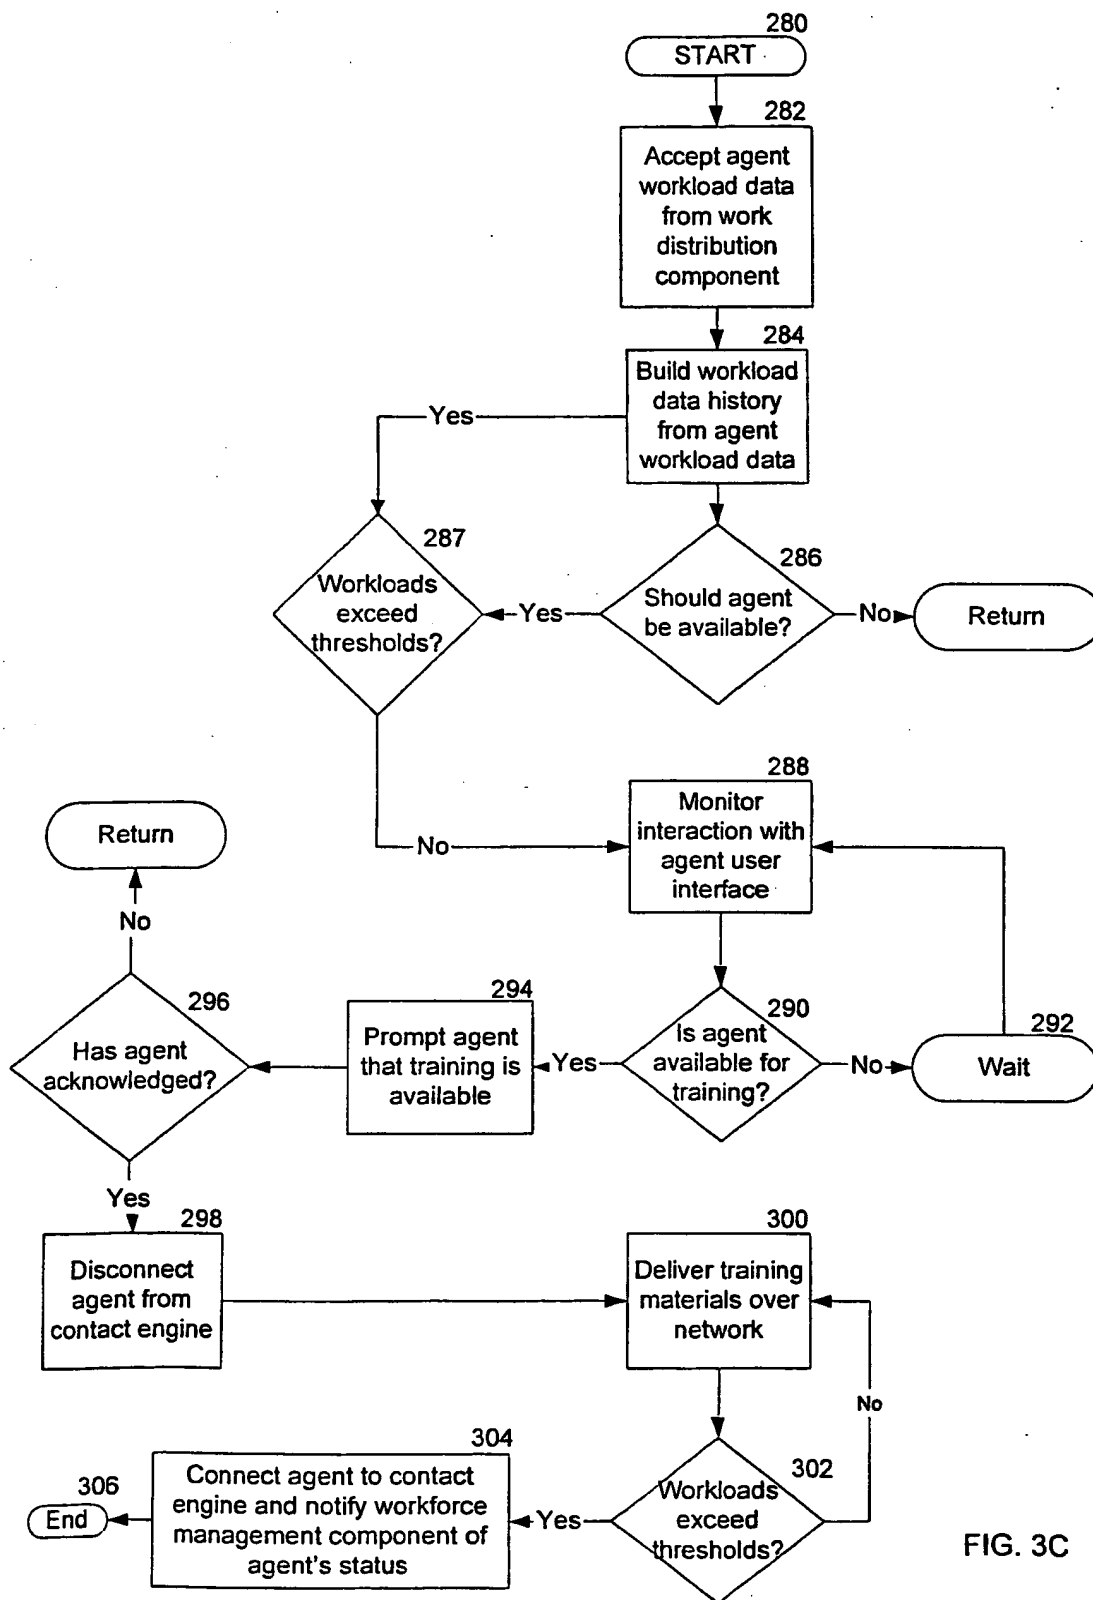 280
START
282
Accept agent
workload data
from work
distribution
component
284
Build workload
data history
from agent
workload data
Yes
287
Workloads
exceed
thresholds?
Yes
286
Should agent
be available?
No
Return
288
Monitor
interaction with
agent user
interface
No
Return
No
296
Has agent
acknowledged?
294
Prompt agent
that training is
available
Yes
290
Is agent
available for
training?
No
292
Wait
Yes
298
Disconnect
agent from
contact engine
300
Deliver training
materials over
network
No
302
Workloads
exceed
thresholds?
Yes
304
Connect agent to contact
engine and notify workforce
management component of
agent's status
306
End
FIG. 3C